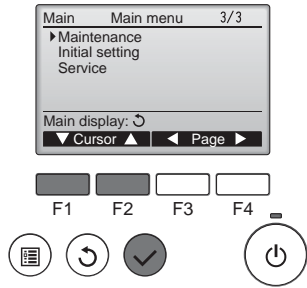 Main Main menu 3/3
Maintenance
Initial setting
Service
Main display:
Cursor Page
F1 F2 F3 F4